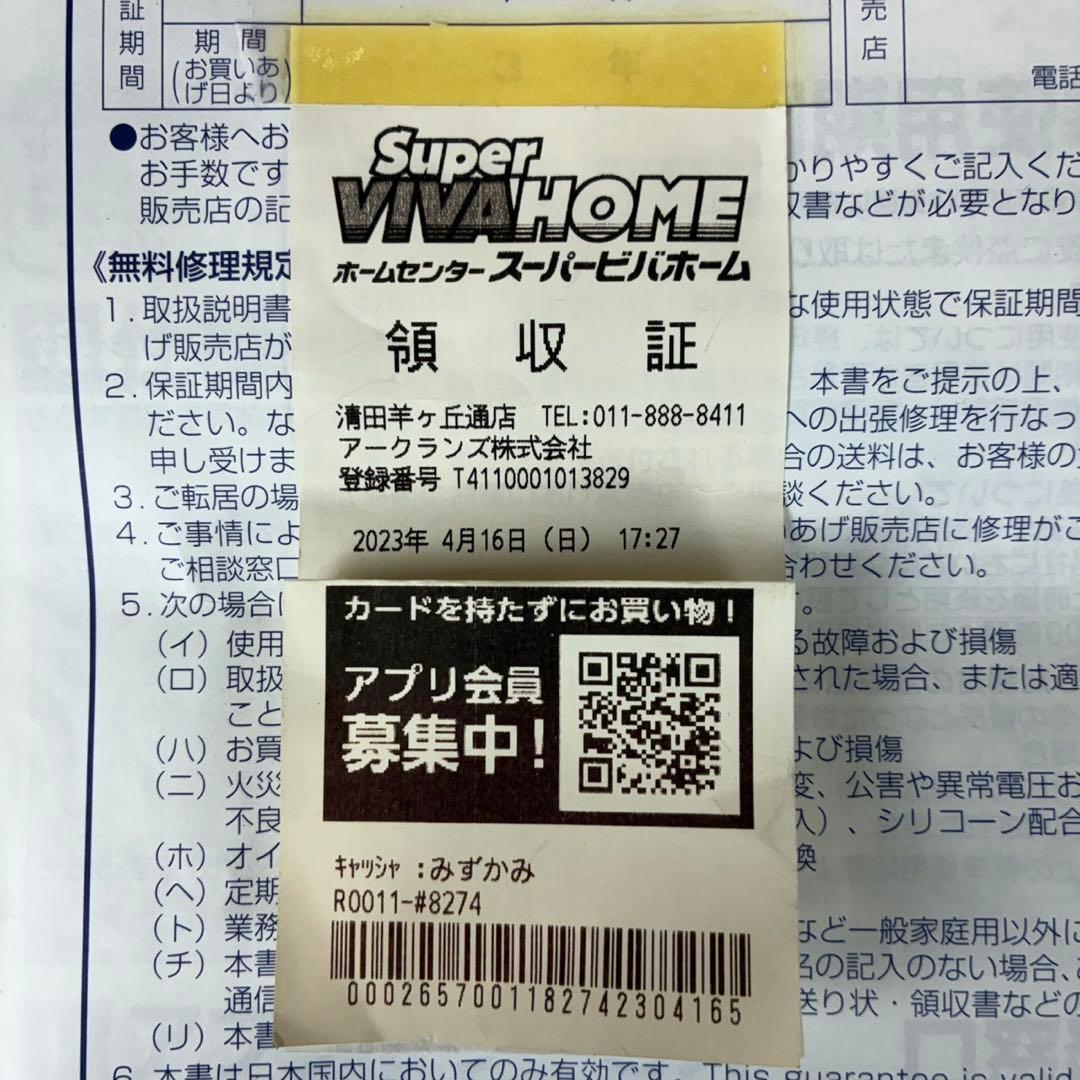 証
期
間
期 間
(お買いあ
げ日より)
3 年
売
店
電話
●お客様へお
お手数です
販売店の記
かりやすくご記入くだ
収書などが必要となり
《無料修理規定
1.取扱説明書
な使用状態で保証期間
げ販売店が
2.保証期間内
本書をご提示の上、
ださい。な
への出張修理を行なっ
申し受けま
合の送料は、お客様の
3.ご転居の場
談ください。
4.ご事情によ
あげ販売店に修理がご
ご相談窓口
合わせください。
5.次の場合は
す。
(イ)使用
る故障および損傷
(ロ)取扱
された場合、または適
こと
(ハ)お買
よび損傷
(ニ)火災
変、公害や異常電圧お
不良
入)、シリコーン配合
(ホ)オイ
換
(ヘ)定期
(ト)業務
など一般家庭用以外に
(チ)本書
名の記入のない場合、あ
通信
送り状・領収書などの
(リ)本書
6.本書は日本国内においてのみ有効です。This guarantee is valid
Super
VIVAHOME
ホームセンター スーパービバホーム
領 収 証
清田羊ヶ丘通店 TEL:011-888-8411
アークランズ株式会社
登録番号 T4110001013829
2023年 4月16日(日) 17:27
カードを持たずにお買い物!
アプリ会員
募集中!
ｷｬｯｼｬ :みずかみ
R0011-#8274
0002657001182742304165